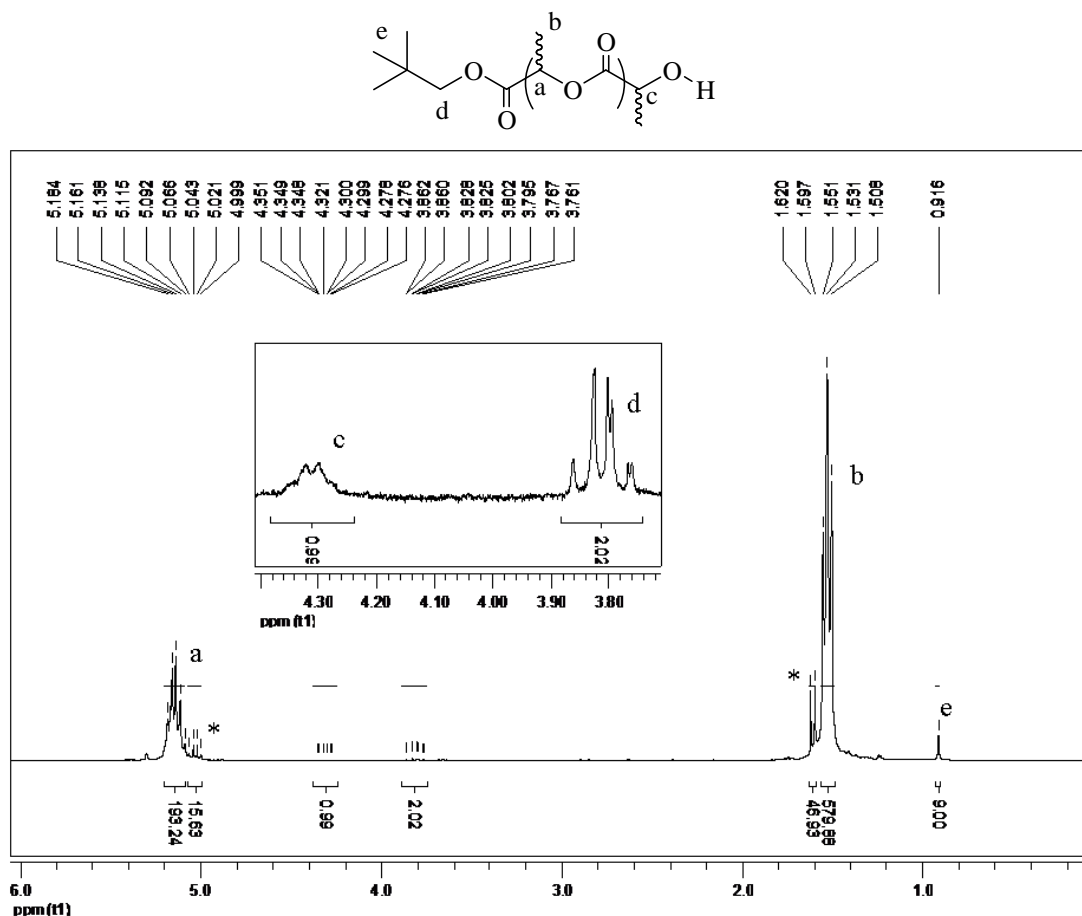 b
e
O
O
O
a
O
c
H
O
d
O
5.184
5.161
5.138
5.115
5.092
5.066
5.043
5.021
4.999
4.351
4.349
4.348
4.321
4.300
4.299
4.278
4.276
3.862
3.860
3.828
3.825
3.802
3.795
3.767
3.761
1.620
1.597
1.551
1.531
1.508
0.916
c
d
b
0.99
2.02
4.30
4.20
4.10
4.00
3.90
3.80
ppm (t1)
a
*
*
e
193.24
15.63
0.99
2.02
46.93
579.88
9.00
6.0
5.0
4.0
3.0
2.0
1.0
ppm (t1)